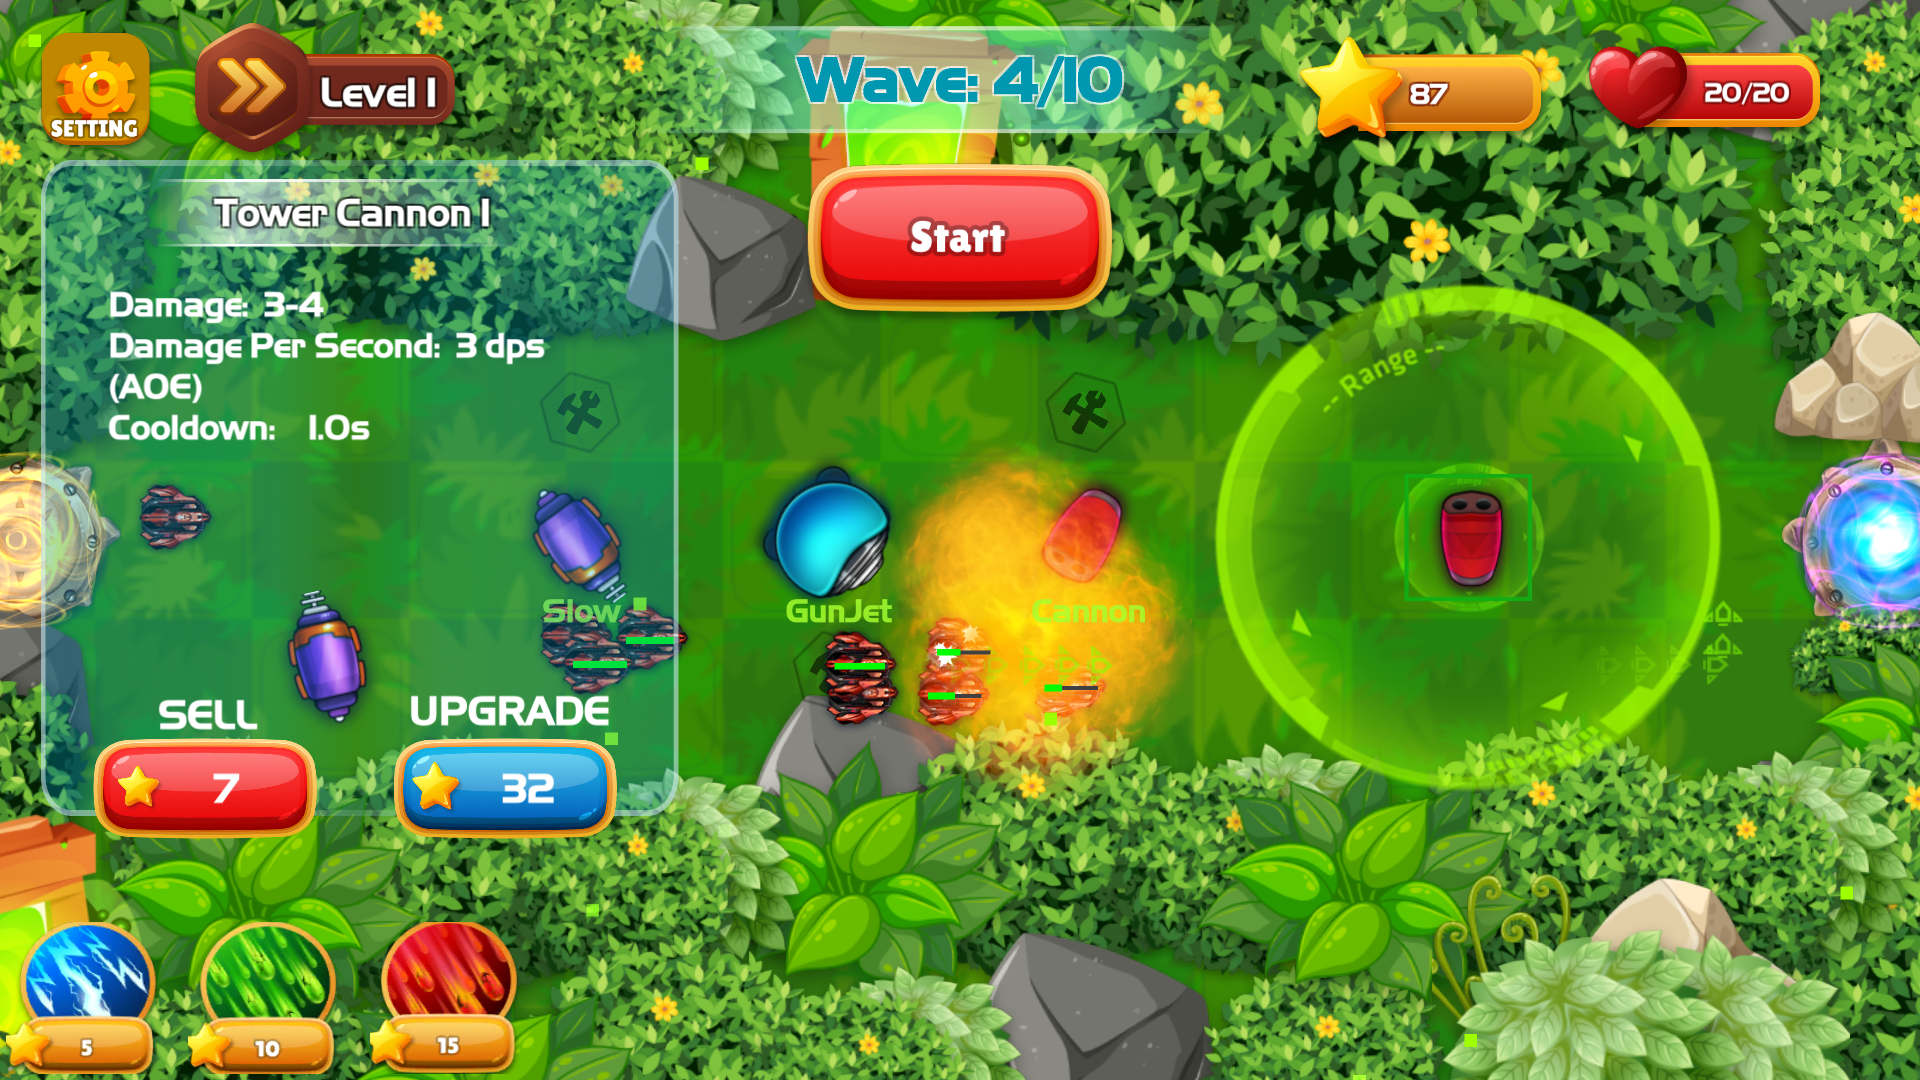 SETTING
Level 1
Wave: 4/10
87
20/20
Start
Tower Cannon 1
Damage: 3-4
Damage Per Second: 3 dps
(AOE)
Cooldown: 1.0s
-- Range --
Slow
GunJet
Cannon
SELL
UPGRADE
7
32
5
10
15